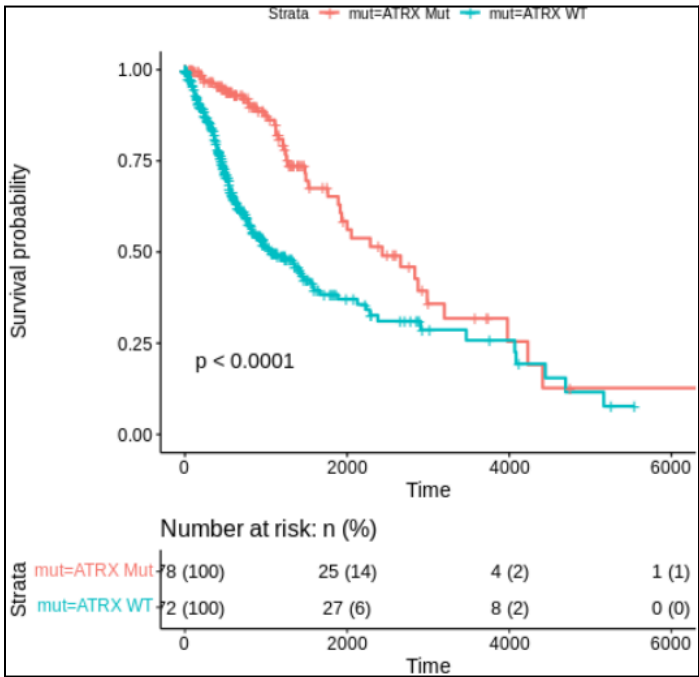 Strata mut=ATRX Mut mut=ATRX WT
Survival probability
1.00
0.75
0.50
0.25
0.00
p < 0.0001
0 2000 4000 6000
Time
Number at risk: n (%)
Strata
mut=ATRX Mut 78 (100) 25 (14) 4 (2) 1 (1)
mut=ATRX WT 72 (100) 27 (6) 8 (2) 0 (0)
0 2000 4000 6000
Time